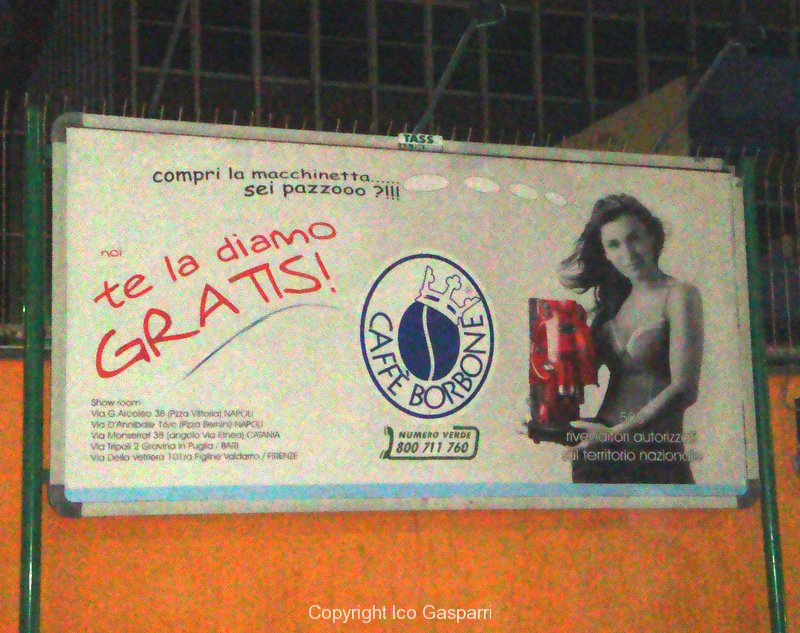 TASS
compri la macchinetta.....
sei pazzooo ?!!!
noi
te la diamo
GRATIS!
CAFFÈ BORBONE
Show room
Via G.Arcoleo 38 (P.zza Vittoria) NAPOLI
Via D'Annibale 16/c (P.zza Bernini) NAPOLI
Via Monserrat 38 (angolo Via Etnea) CATANIA
Via Tripoli 2 Gravina in Puglia / BARI
Via Della Vetriera 101/a Figline Valdarno / FIRENZE
NUMERO VERDE
800 711 760
rivenditori autorizzati
sul territorio nazionale
Copyright Ico Gasparri